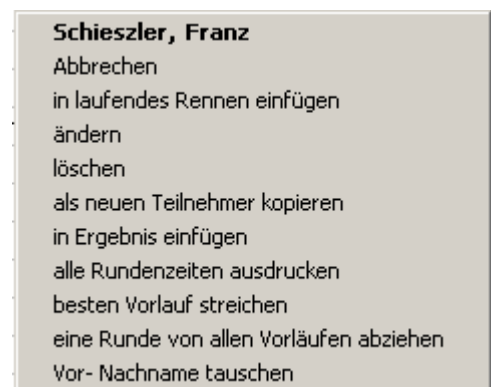 Schieszler, Franz
Abbrechen
in laufendes Rennen einfügen
ändern
löschen
als neuen Teilnehmer kopieren
in Ergebnis einfügen
alle Rundenzeiten ausdrucken
besten Vorlauf streichen
eine Runde von allen Vorläufen abziehen
Vor- Nachname tauschen